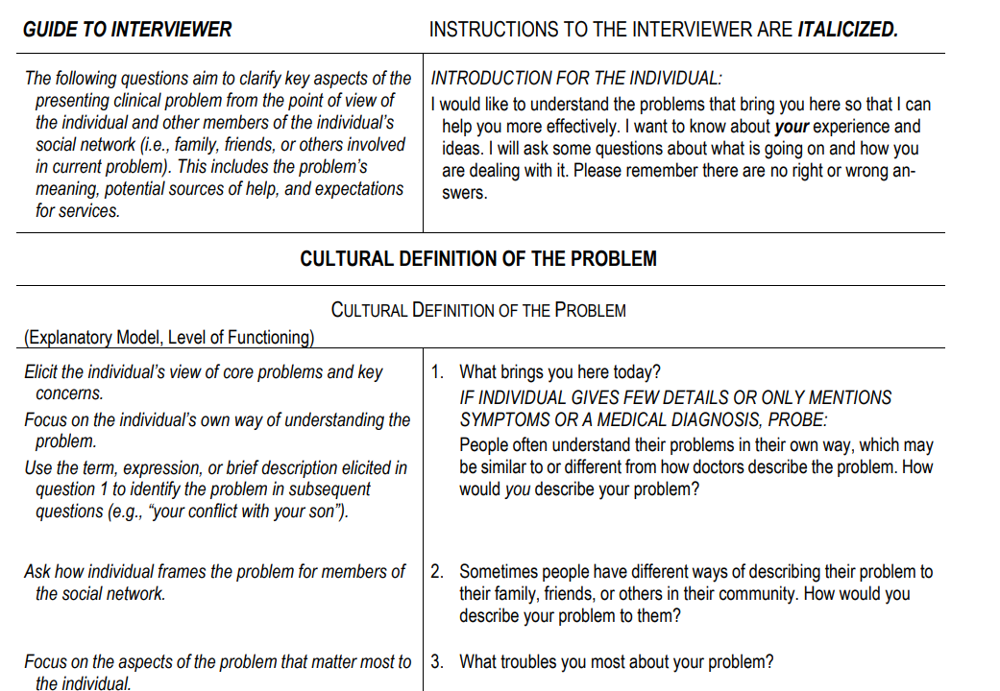 GUIDE TO INTERVIEWER
INSTRUCTIONS TO THE INTERVIEWER ARE ITALICIZED.
The following questions aim to clarify key aspects of the
presenting clinical problem from the point of view of
the individual and other members of the individual's
social network (i.e., family, friends, or others involved
in current problem). This includes the problem's
meaning, potential sources of help, and expectations
for services.
INTRODUCTION FOR THE INDIVIDUAL:
I would like to understand the problems that bring you here so that I can
help you more effectively. I want to know about your experience and
ideas. I will ask some questions about what is going on and how you
are dealing with it. Please remember there are no right or wrong an-
swers.
CULTURAL DEFINITION OF THE PROBLEM
CULTURAL DEFINITION OF THE PROBLEM
(Explanatory Model, Level of Functioning)
Elicit the individual's view of core problems and key
concerns.
Focus on the individual's own way of understanding the
problem.
Use the term, expression, or brief description elicited in
question 1 to identify the problem in subsequent
questions (e.g., “your conflict with your son”).
1. What brings you here today?
IF INDIVIDUAL GIVES FEW DETAILS OR ONLY MENTIONS
SYMPTOMS OR A MEDICAL DIAGNOSIS, PROBE:
People often understand their problems in their own way, which may
be similar to or different from how doctors describe the problem. How
would you describe your problem?
Ask how individual frames the problem for members of
the social network.
2. Sometimes people have different ways of describing their problem to
their family, friends, or others in their community. How would you
describe your problem to them?
Focus on the aspects of the problem that matter most to
the individual.
3. What troubles you most about your problem?